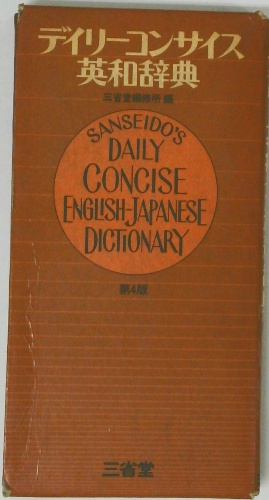 デイリーコンサイス
英和辞典
三省堂編修所 編
SANSEIDO'S
DAILY
CONCISE
ENGLISH-JAPANESE
DICTIONARY
第4版
三省堂